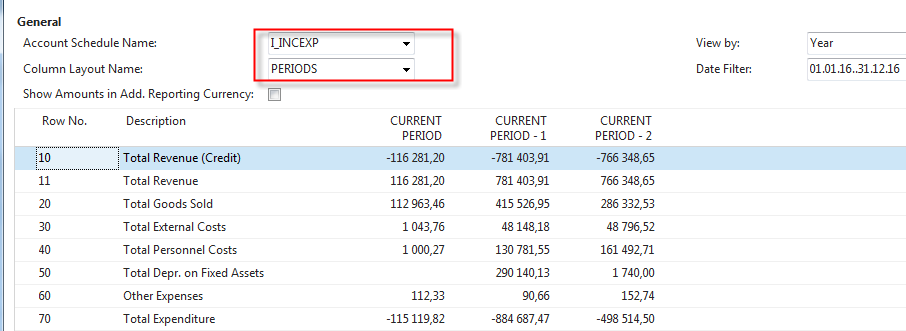 General
Account Schedule Name: I_INCEXP View by: Year
Column Layout Name: PERIODS Date Filter: 01.01.16..31.12.16
Show Amounts in Add. Reporting Currency:
Row No. Description CURRENT PERIOD CURRENT PERIOD - 1 CURRENT PERIOD - 2
10 Total Revenue (Credit) -116 281,20 -781 403,91 -766 348,65
11 Total Revenue 116 281,20 781 403,91 766 348,65
20 Total Goods Sold 112 963,46 415 526,95 286 332,53
30 Total External Costs 1 043,76 48 148,18 48 796,52
40 Total Personnel Costs 1 000,27 130 781,55 161 492,71
50 Total Depr. on Fixed Assets 290 140,13 1 740,00
60 Other Expenses 112,33 90,66 152,74
70 Total Expenditure -115 119,82 -884 687,47 -498 514,50